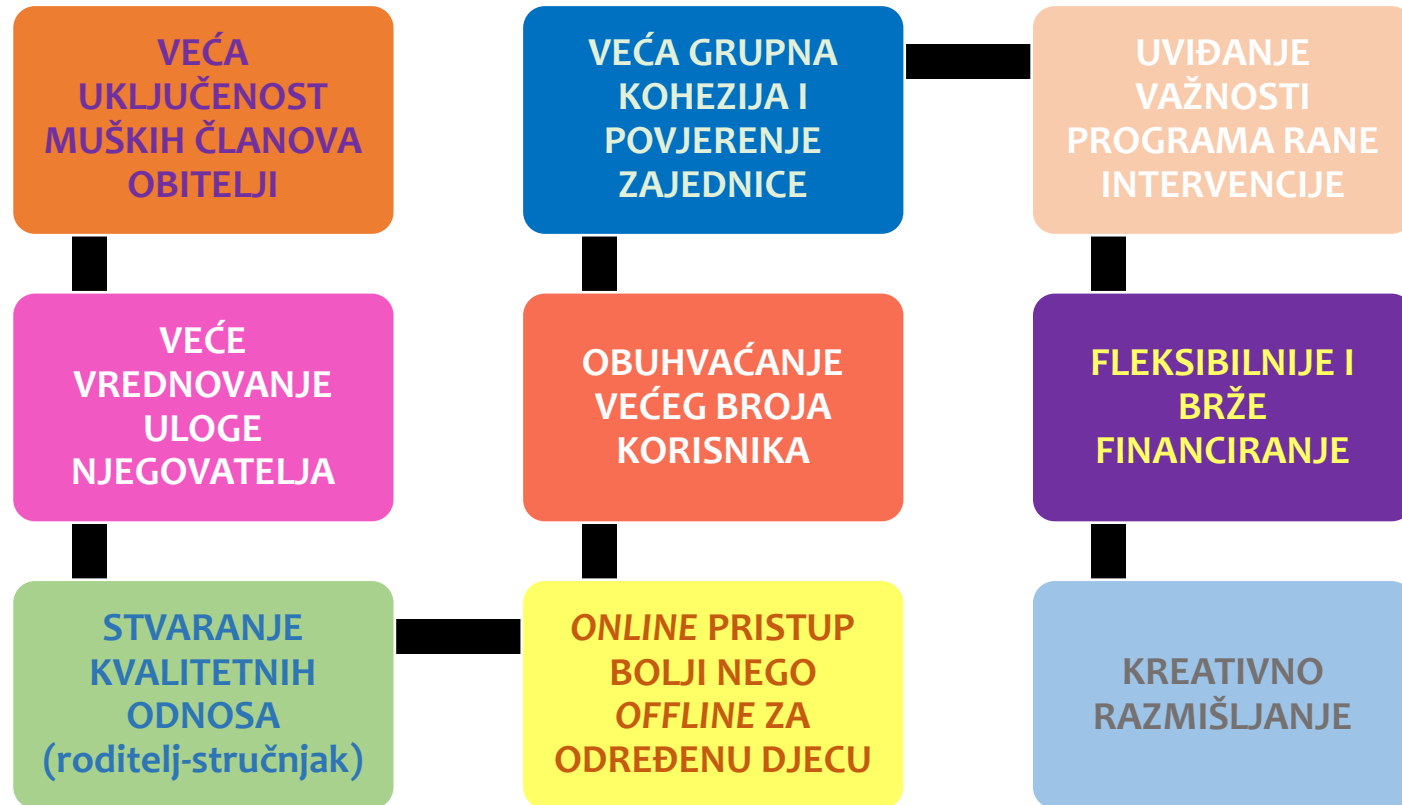 VEĆA
UKLJUČENOST
MUŠKIH ČLANOVA
OBITELJI
VEĆE
VREDNOVANJE
ULOGE
NJEGOVATELJA
STVARANJE
KVALITETNIH
ODNOSA
(roditelj-stručnjak)
ONLINE PRISTUP
BOLJI NEGO
OFFLINE ZA
ODREĐENU DJECU
OBUHVAĆANJE
VEĆEG BROJA
KORISNIKA
VEĆA GRUPNA
KOHEZIJA I
POVJERENJE
ZAJEDNICE
UVIĐANJE
VAŽNOSTI
PROGRAMA RANE
INTERVENCIJE
FLEKSIBILNIJE I
BRŽE
FINANCIRANJE
KREATIVNO
RAZMIŠLJANJE